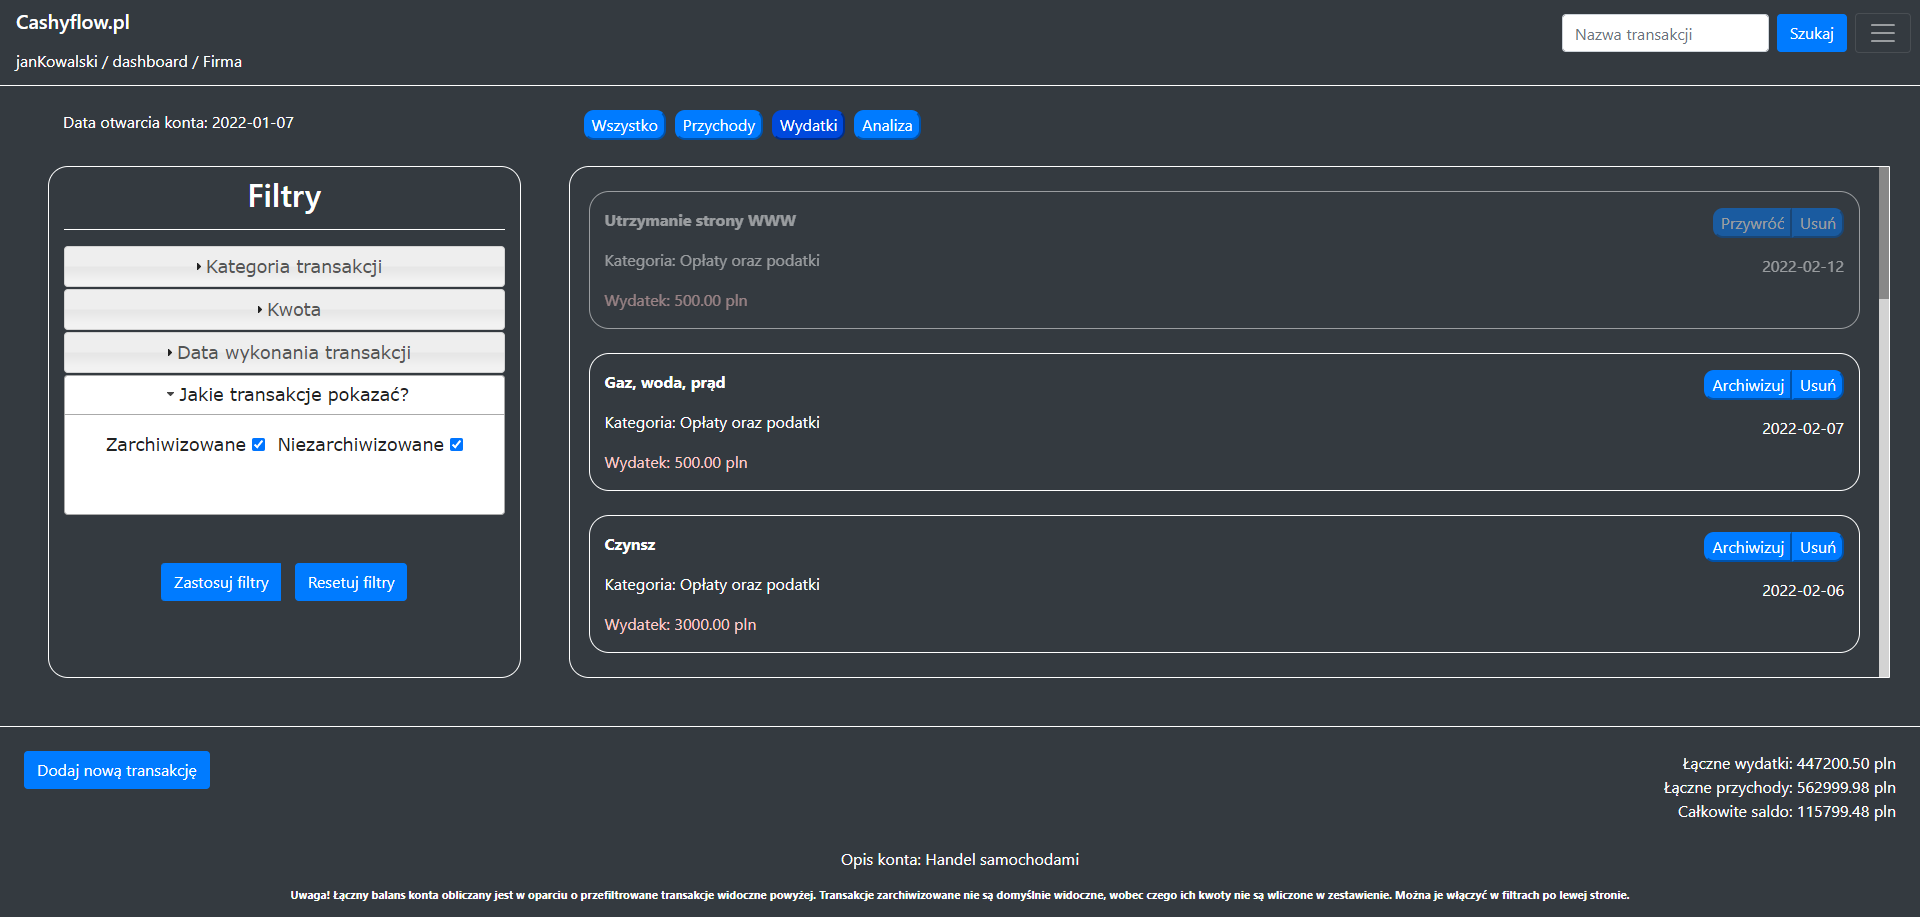 Cashyflow.pl
Nazwa transakcji
Szukaj
janKowalski / dashboard / Firma
Data otwarcia konta: 2022-01-07
Wszystko
Przychody
Wydatki
Analiza
Filtry
Kategoria transakcji
Kwota
Data wykonania transakcji
Jakie transakcje pokazać?
Zarchiwizowane
Niezarchiwizowane
Zastosuj filtry
Resetuj filtry
Utrzymanie strony WWW
Przywróć
Usuń
Kategoria: Opłaty oraz podatki
2022-02-12
Wydatek: 500.00 pln
Gaz, woda, prąd
Archiwizuj
Usuń
Kategoria: Opłaty oraz podatki
2022-02-07
Wydatek: 500.00 pln
Czynsz
Archiwizuj
Usuń
Kategoria: Opłaty oraz podatki
2022-02-06
Wydatek: 3000.00 pln
Dodaj nową transakcję
Łączne wydatki: 447200.50 pln
Łączne przychody: 562999.98 pln
Całkowite saldo: 115799.48 pln
Opis konta: Handel samochodami
Uwaga! Łączny balans konta obliczany jest w oparciu o przefiltrowane transakcje widoczne powyżej. Transakcje zarchiwizowane nie są domyślnie widoczne, wobec czego ich kwoty nie są wliczone w zestawienie. Można je włączyć w filtrach po lewej stronie.